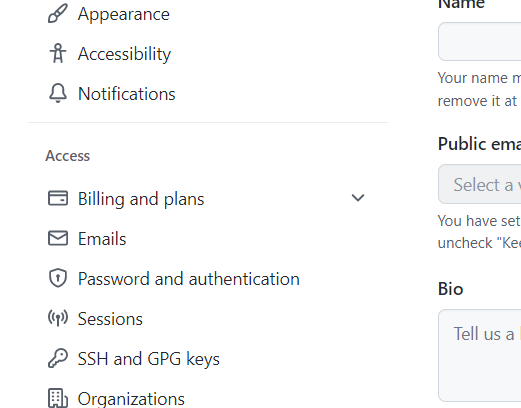 Appearance
Accessibility
Notifications
Access
Billing and plans
Emails
Password and authentication
Sessions
SSH and GPG keys
Organizations
Name
Your name m
remove it at
Public ema
Select a
You have set
uncheck "Kee
Bio
Tell us a